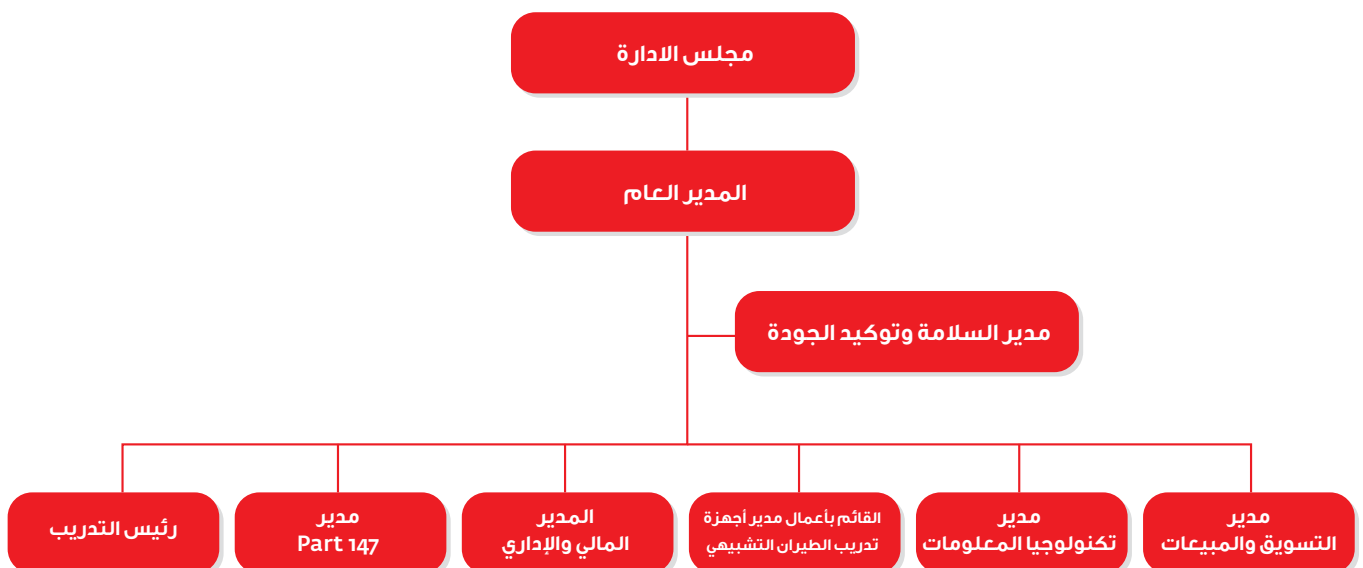 مجلس الادارة
المدير العام
مدير السلامة وتوكيد الجودة
مدير
التسويق والمبيعات
مدير
تكنولوجيا المعلومات
القائم بأعمال مدير أجهزة
تدريب الطيران التشبيهي
المدير
المالي والإداري
مدير
Part 147
رئيس التدريب